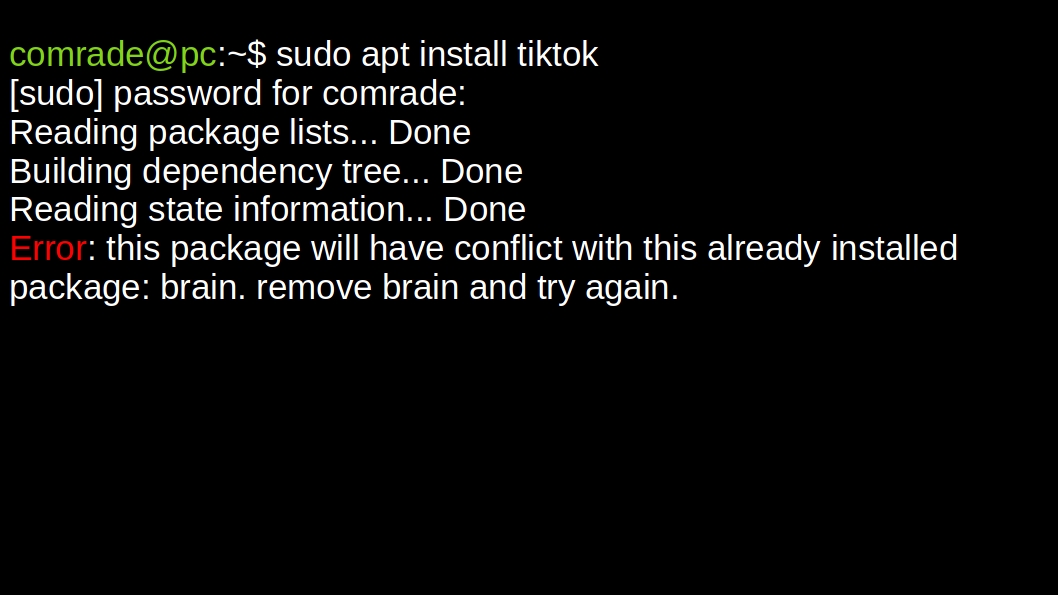 comrade@pc:~$ sudo apt install tiktok
[sudo] password for comrade:
Reading package lists... Done
Building dependency tree... Done
Reading state information... Done
Error: this package will have conflict with this already installed
package: brain. remove brain and try again.